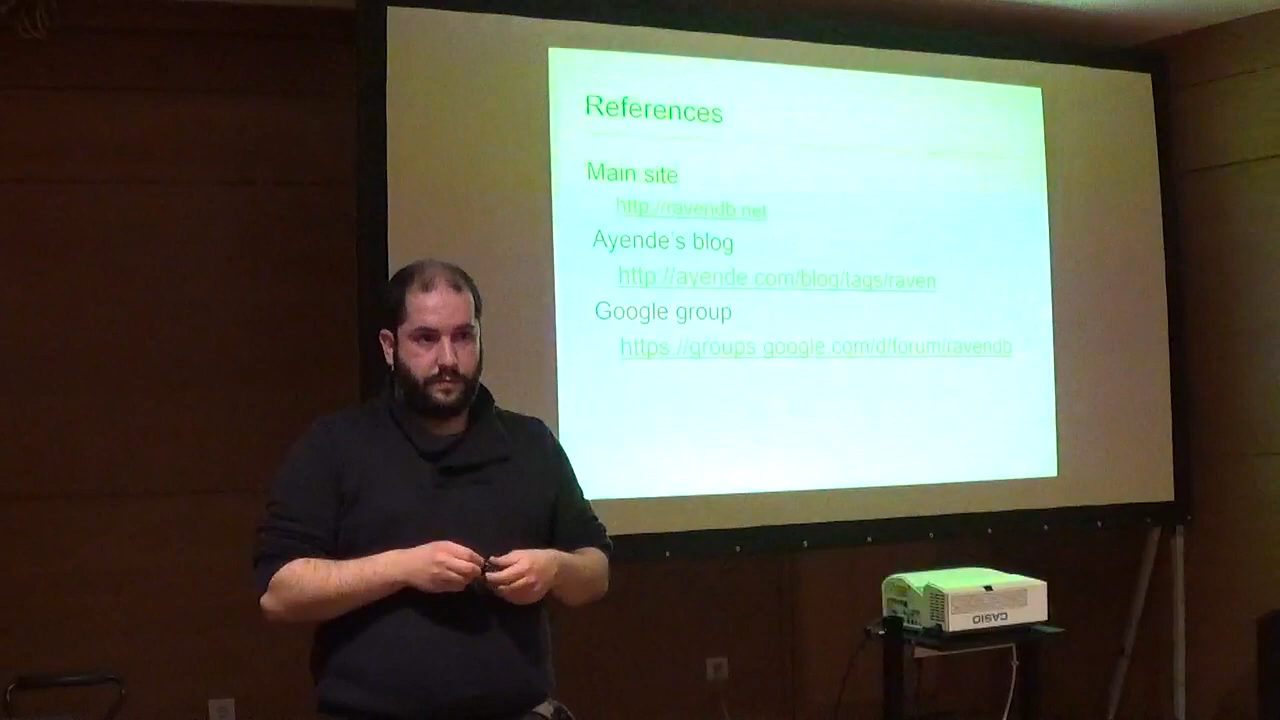 References
Main site
http://ravendb.net
Ayende's blog
http://ayende.com/blog/tags/raven
Google group
https://groups.google.com/d/forum/ravendb
CASIO